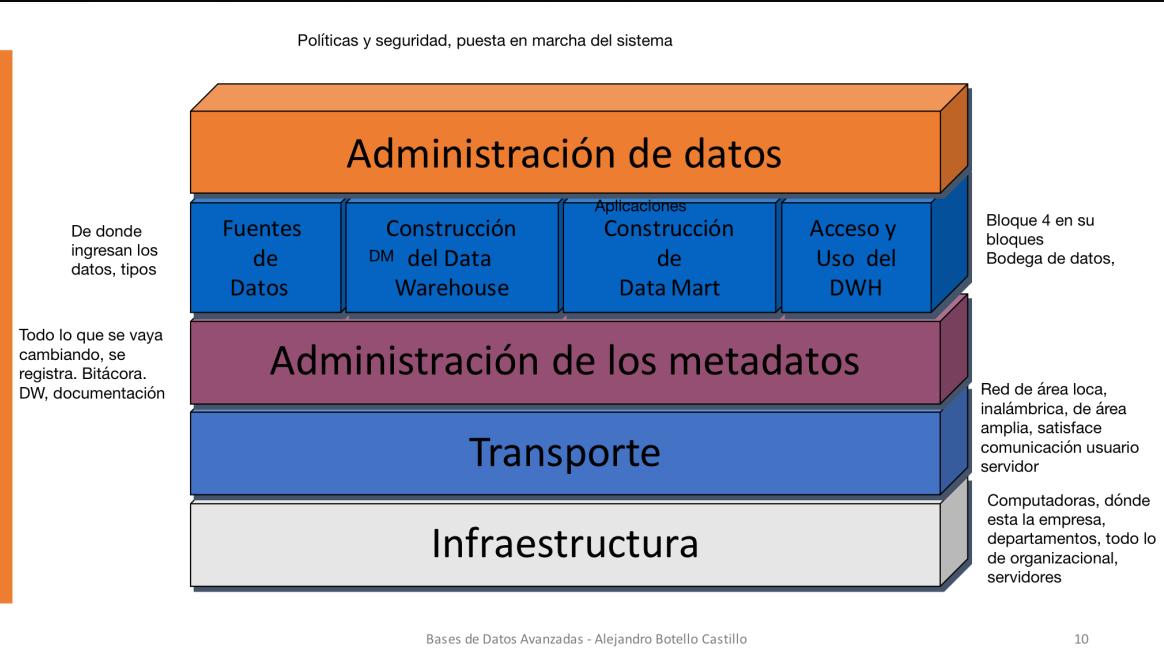 Políticas y seguridad, puesta en marcha del sistema
Administración de datos
De donde
ingresan los
datos, tipos
Fuentes
de
Datos
Construcción
DM del Data
Warehouse
Aplicaciones
Construcción
de
Data Mart
Acceso y
Uso del
DWH
Bloque 4 en su
bloques
Bodega de datos,
Todo lo que se vaya
cambiando, se
registra. Bitácora.
DW, documentación
Administración de los metadatos
Transporte
Red de área loca,
inalámbrica, de área
amplia, satisface
comunicación usuario
servidor
Infraestructura
Computadoras, dónde
esta la empresa,
departamentos, todo lo
de organizacional,
servidores
Bases de Datos Avanzadas - Alejandro Botello Castillo
10